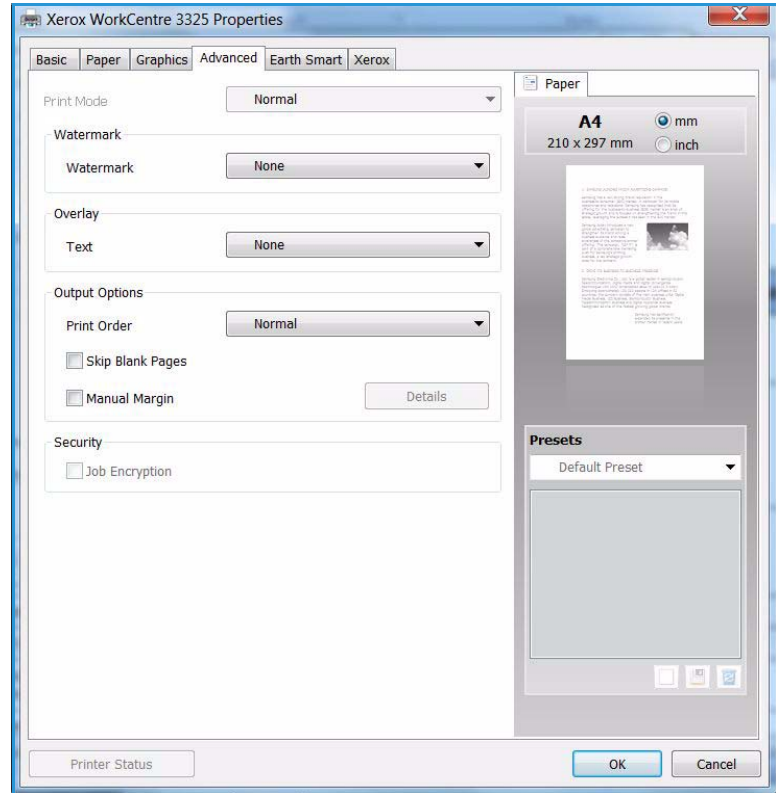 Xerox WorkCentre 3325 Properties
Basic Paper Graphics Advanced Earth Smart Xerox
Print Mode Normal
Watermark
Watermark None
Overlay
Text None
Output Options
Print Order Normal
Skip Blank Pages
Manual Margin Details
Security
Job Encryption
Paper
A4 mm
210 x 297 mm inch
Presets
Default Preset
Printer Status OK Cancel